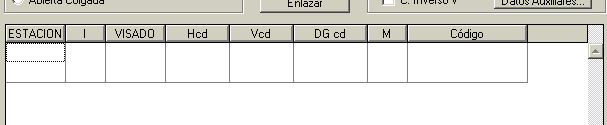 Abierta Colgada Enlazar C. Inverso V Datos Auxiliares...
ESTACION I VISADO Hcd Vcd DG cd M Código